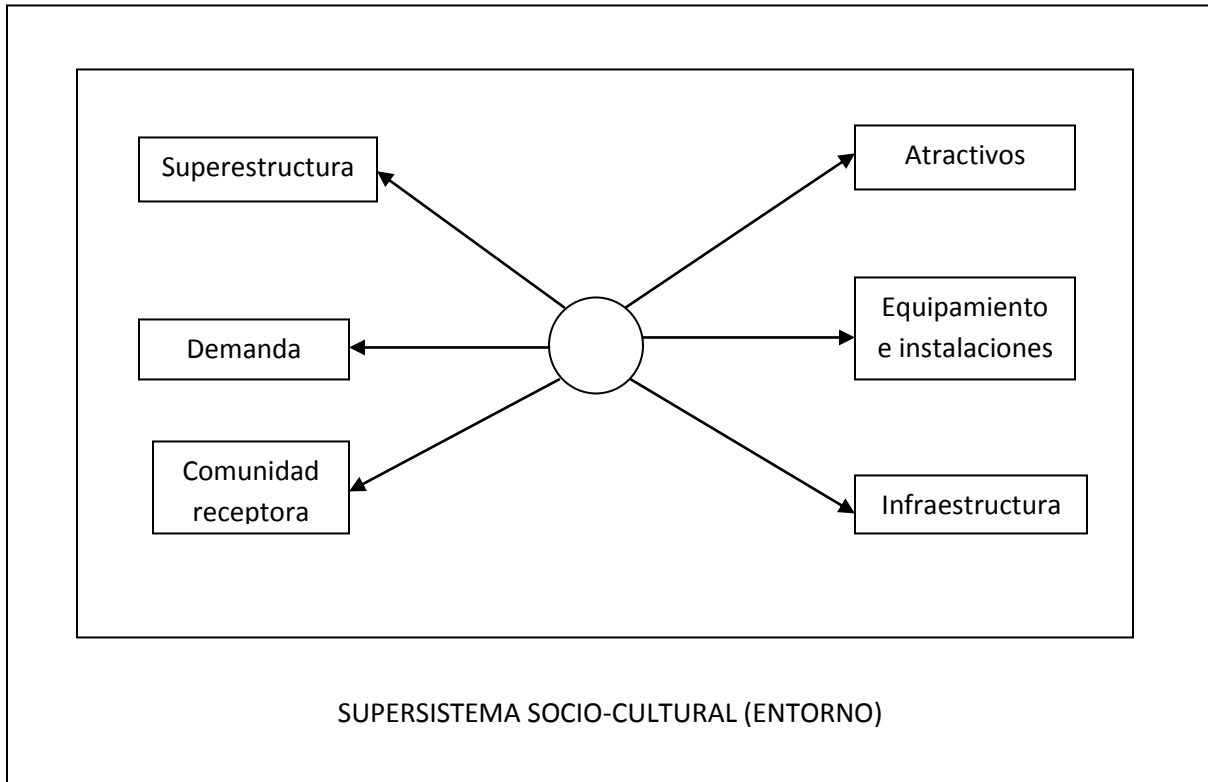 Superestructura
Atractivos
Demanda
Equipamiento
e instalaciones
Comunidad
receptora
Infraestructura
SUPERSISTEMA SOCIO-CULTURAL (ENTORNO)